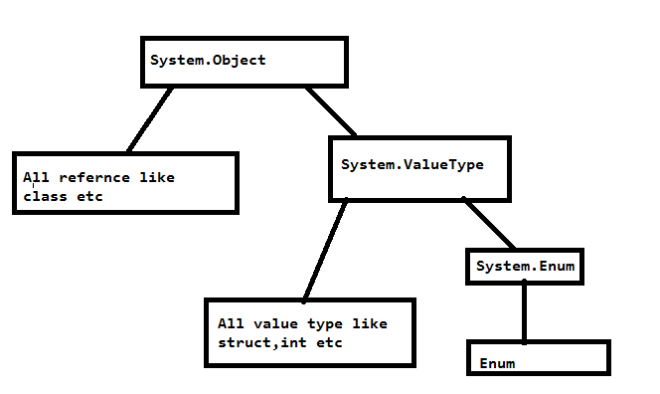 System.Object
All refernce like
class etc
System.ValueType
System.Enum
All value type like
struct,int etc
Enum